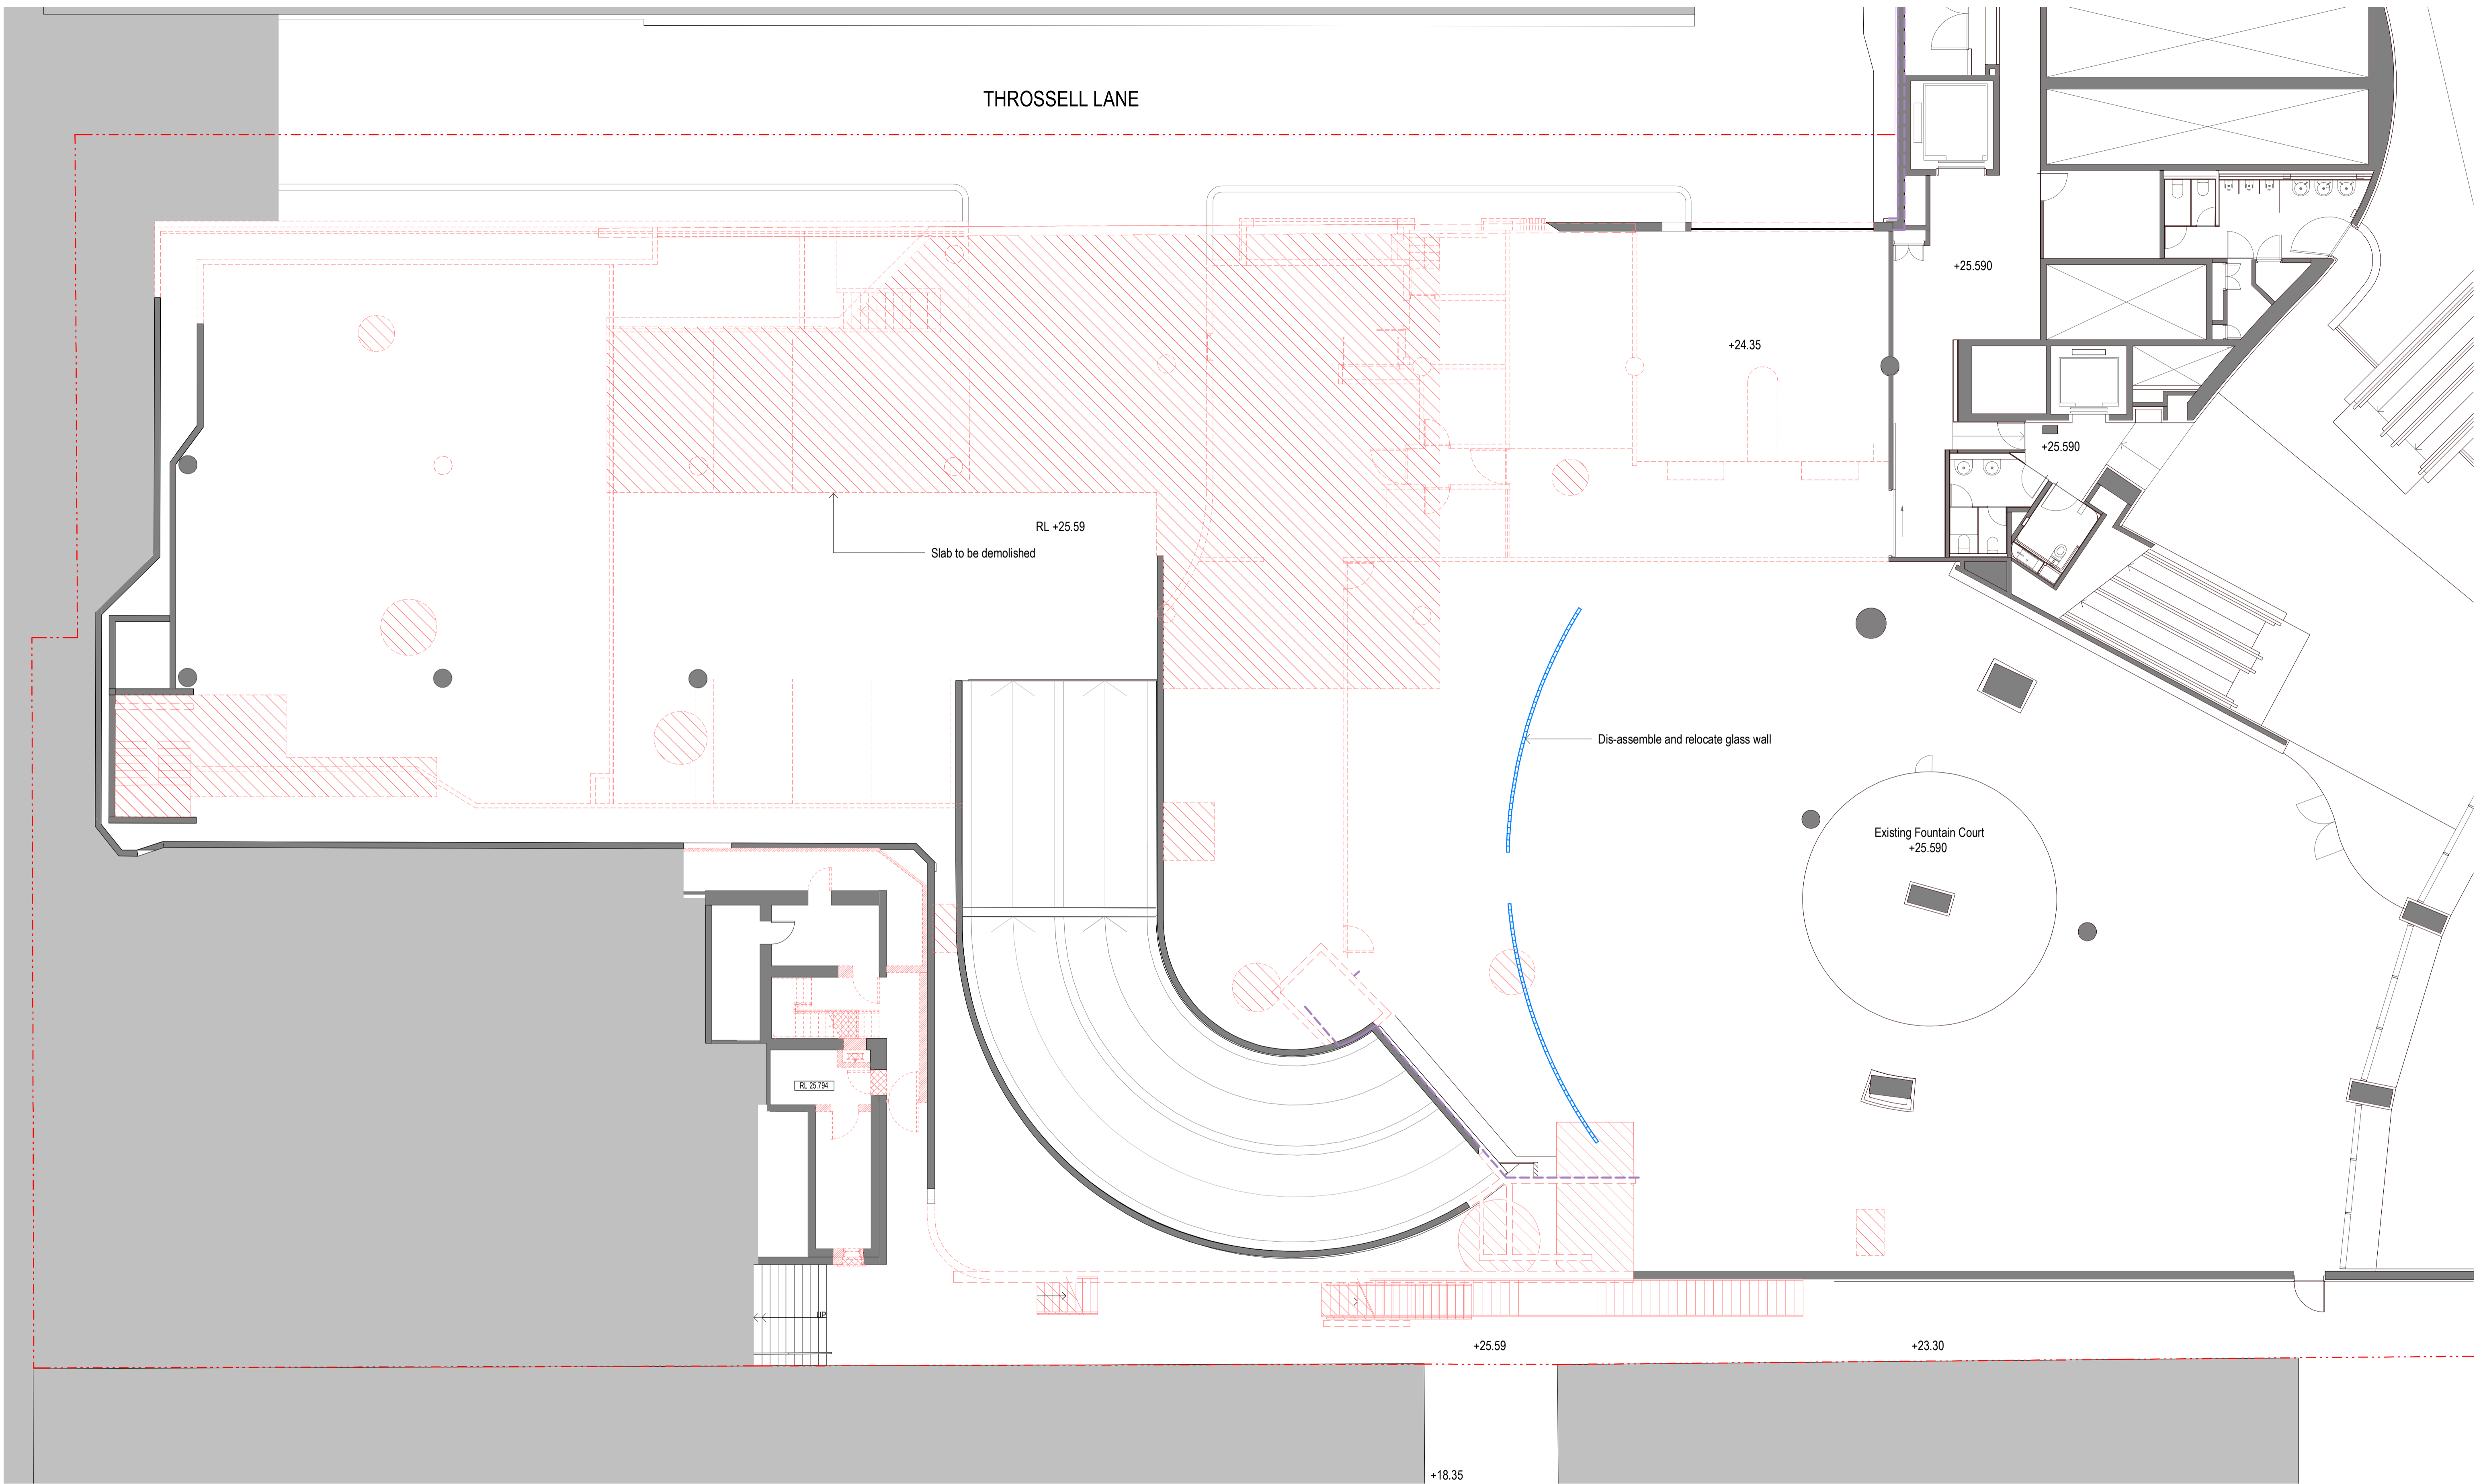 THROSSELL LANE
+25.590
+24.35
+25.590
RL +25.59
Slab to be demolished
Dis-assemble and relocate glass wall
Existing Fountain Court
+25.590
RL 25.794
UP
+25.59
+23.30
+18.35